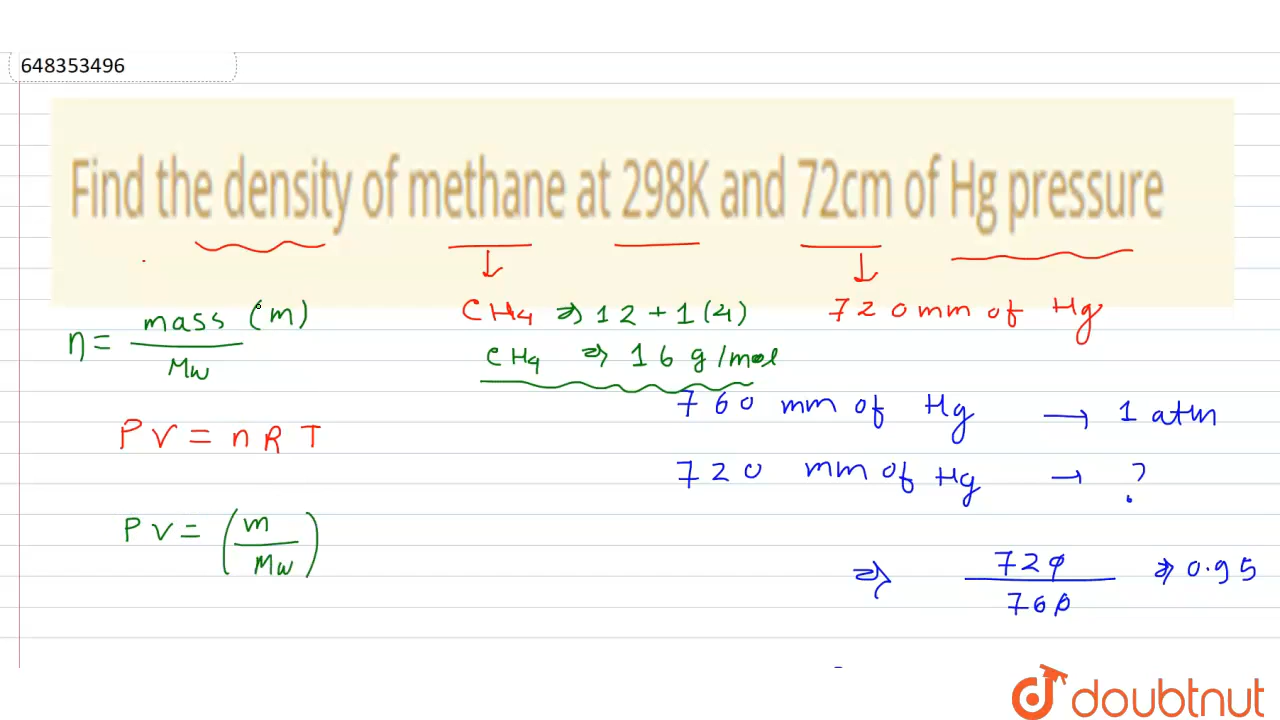 648353496
Find the density of methane at 298K and 72cm of Hg pressure
n = mass (m) / Mw
CH4 ⇒ 12 + 1(4)
720 mm of Hg
CH4 ⇒ 16 g/mol
760 mm of Hg → 1 atm
PV = nRT
720 mm of Hg → ?
PV = (m / Mw)
⇒ 720 / 760 ⇒ 0.95
doubtnut